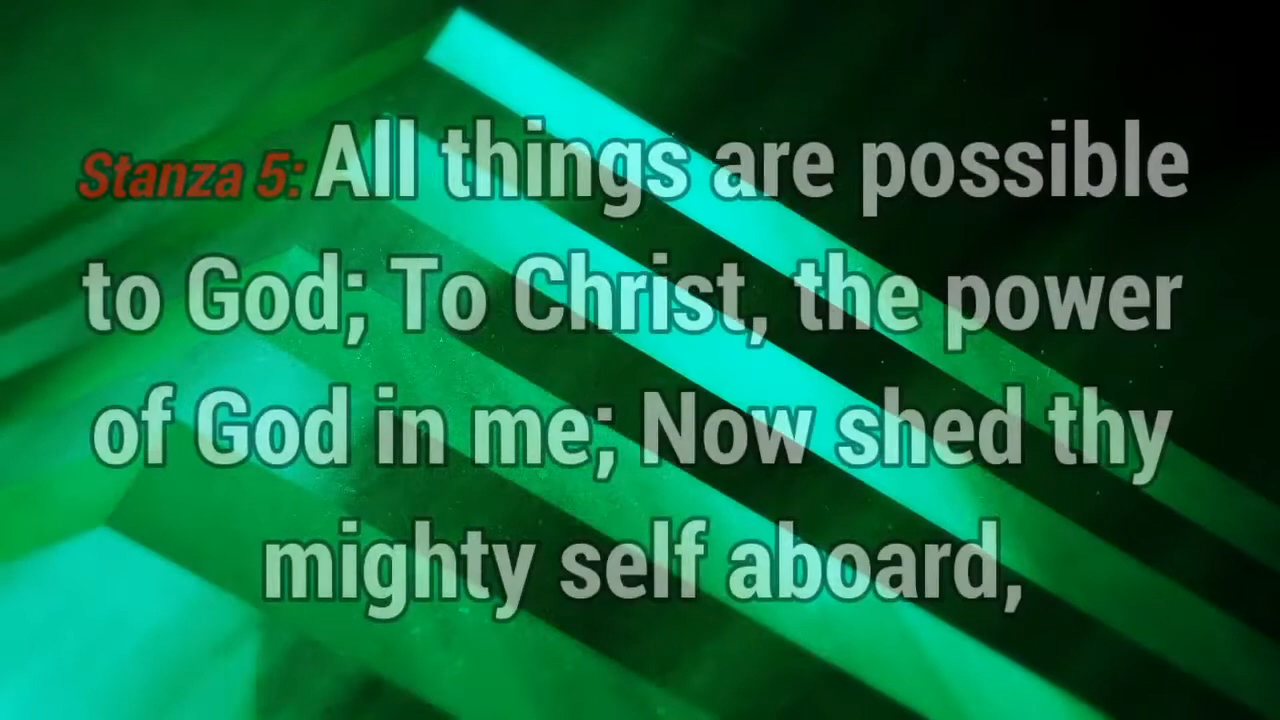 Stanza 5: All things are possible
to God; To Christ, the power
of God in me; Now shed thy
mighty self aboard,